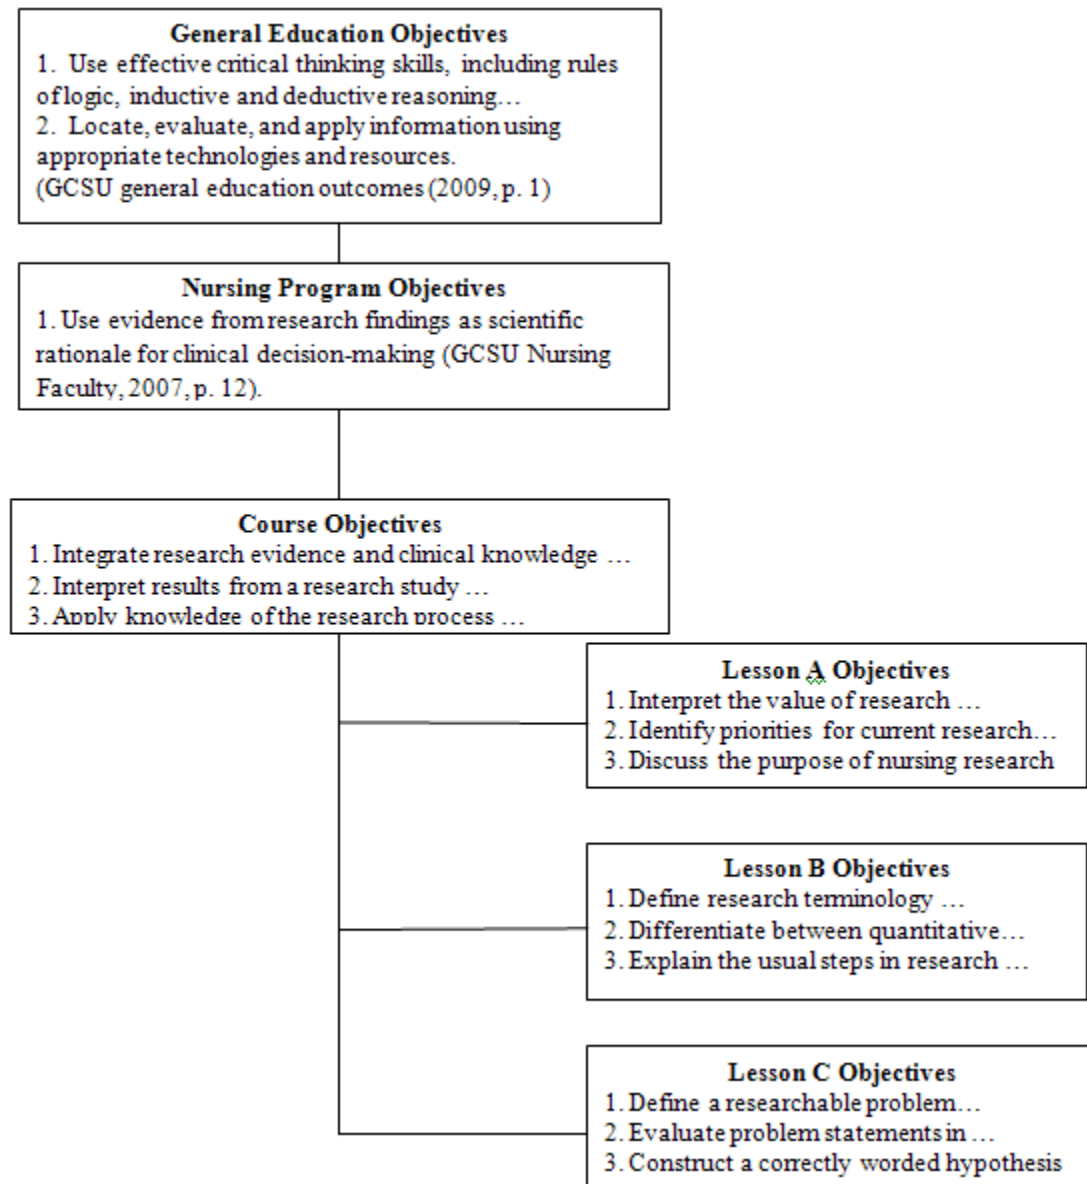 General Education Objectives
1. Use effective critical thinking skills, including rules
of logic, inductive and deductive reasoning…
2. Locate, evaluate, and apply information using
appropriate technologies and resources.
(GCSU general education outcomes (2009, p. 1)
Nursing Program Objectives
1. Use evidence from research findings as scientific
rationale for clinical decision-making (GCSU Nursing
Faculty, 2007, p. 12).
Course Objectives
1. Integrate research evidence and clinical knowledge …
2. Interpret results from a research study …
3. Apply knowledge of the research process …
Lesson A Objectives
1. Interpret the value of research …
2. Identify priorities for current research…
3. Discuss the purpose of nursing research
Lesson B Objectives
1. Define research terminology …
2. Differentiate between quantitative…
3. Explain the usual steps in research …
Lesson C Objectives
1. Define a researchable problem…
2. Evaluate problem statements in …
3. Construct a correctly worded hypothesis